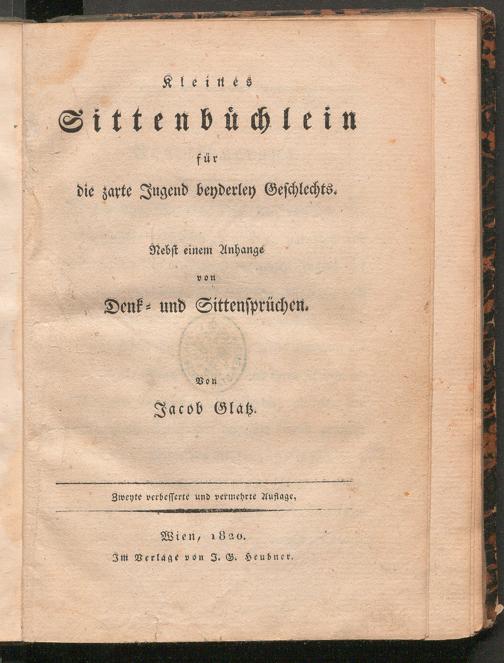 Kleines
Sittenbüchlein
für
die zarte Jugend beyderley Geschlechts.
Nebst einem Anhange
von
Denk- und Sittensprüchen.
Von
Jacob Glatz.
Zweyte verbesserte und vermehrte Auflage,
Wien, 1820.
Im Verlage von J. G. Heubner.